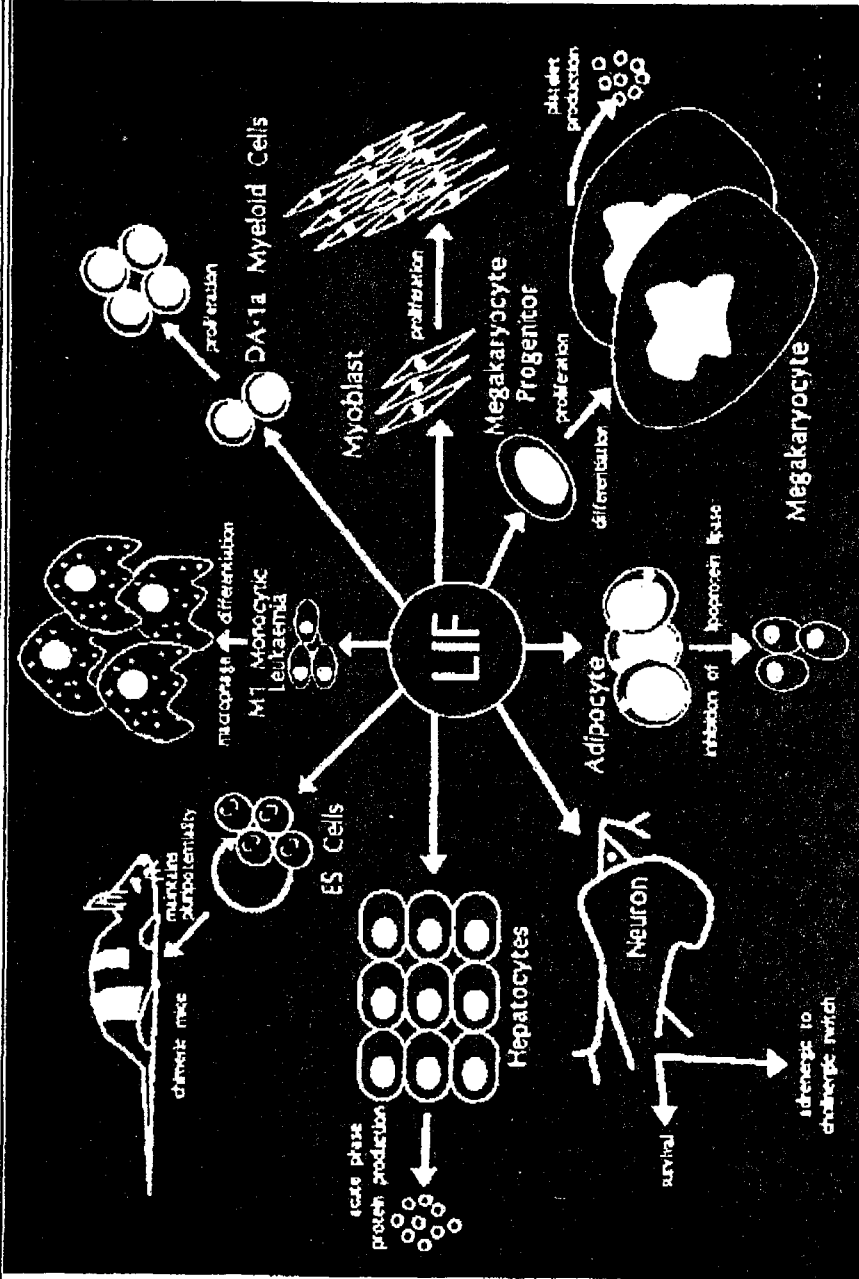 chimeric mice
maintains
pluripotentiality
ES Cells
macrophage differentiation
M1 Monocytic
Leukaemia
proliferation
DA-1a Myeloid Cells
acute phase
protein production
Hepatocytes
LIF
Myoblast
proliferation
Megakaryocyte
Progenitor
proliferation
differentiation
platelet
production
Megakaryocyte
Adipocyte
inhibition of lipoprotein lipase
Neuron
survival
adrenergic to
cholinergic switch